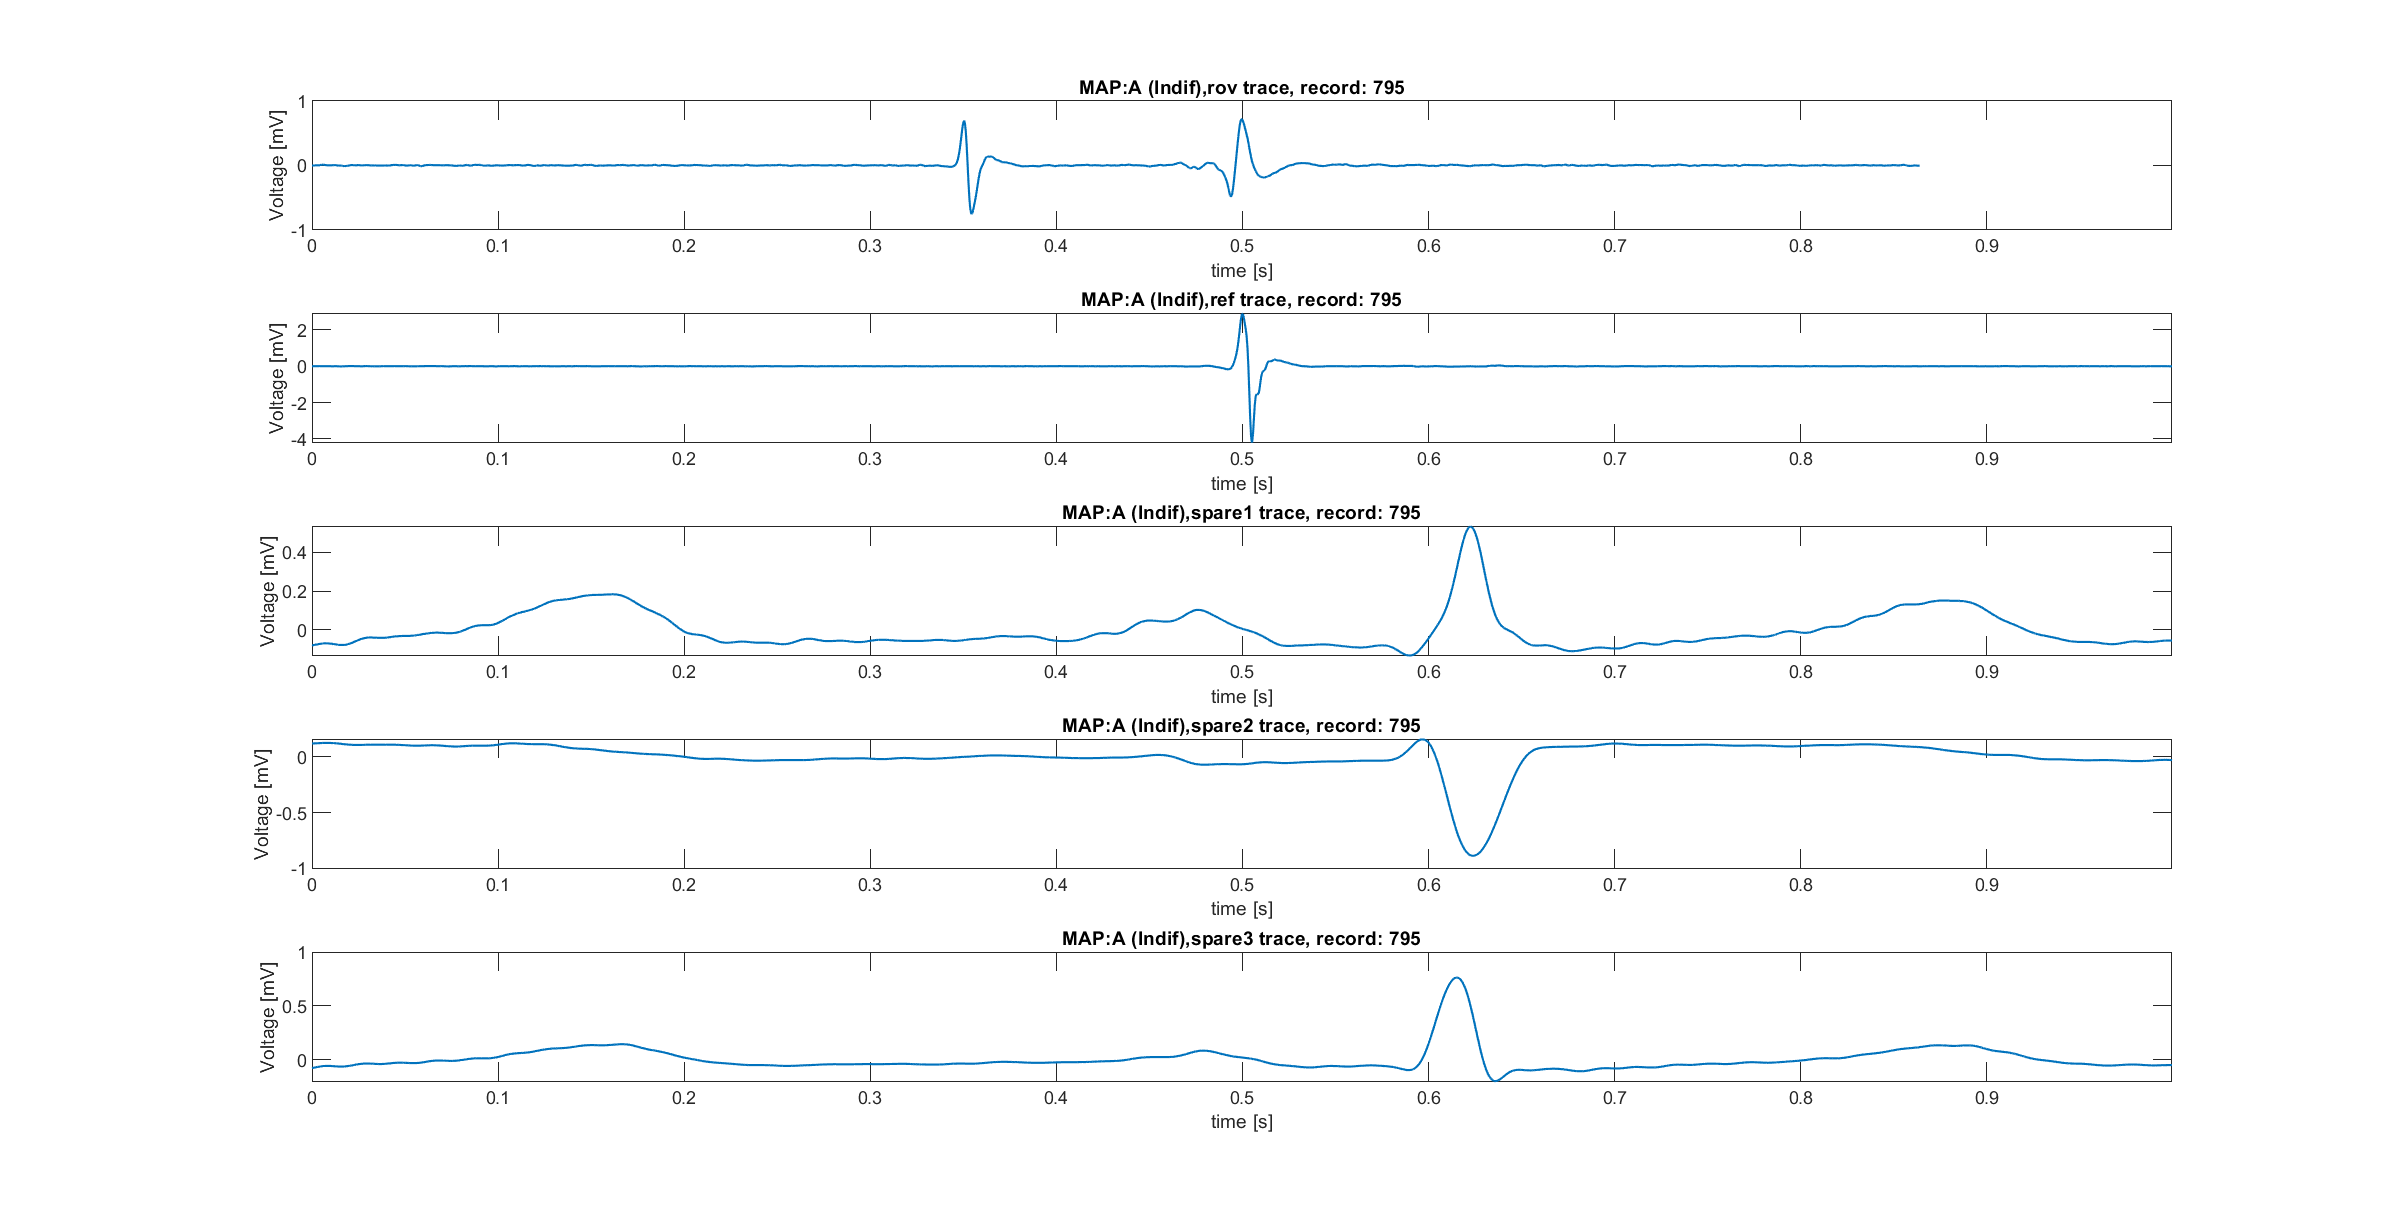 MAP:A (Indif),rov trace, record: 795
Voltage [mV]
1
0
-1
0 0.1 0.2 0.3 0.4 0.5 0.6 0.7 0.8 0.9
time [s]
MAP:A (Indif),ref trace, record: 795
Voltage [mV]
2
0
-2
-4
0 0.1 0.2 0.3 0.4 0.5 0.6 0.7 0.8 0.9
time [s]
MAP:A (Indif),spare1 trace, record: 795
Voltage [mV]
0.4
0.2
0
0 0.1 0.2 0.3 0.4 0.5 0.6 0.7 0.8 0.9
time [s]
MAP:A (Indif),spare2 trace, record: 795
Voltage [mV]
0
-0.5
-1
0 0.1 0.2 0.3 0.4 0.5 0.6 0.7 0.8 0.9
time [s]
MAP:A (Indif),spare3 trace, record: 795
Voltage [mV]
1
0.5
0
0 0.1 0.2 0.3 0.4 0.5 0.6 0.7 0.8 0.9
time [s]